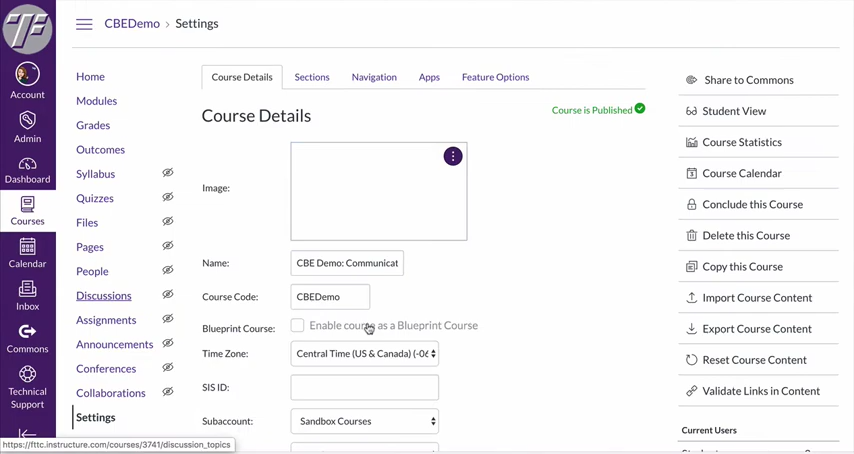 CBEDemo > Settings
Account
Admin
Dashboard
Courses
Calendar
Inbox
Commons
Technical
Support
Home
Modules
Grades
Outcomes
Syllabus
Quizzes
Files
Pages
People
Discussions
Assignments
Announcements
Conferences
Collaborations
Settings
https://fttc.instructure.com/courses/3741/discussion_topics
Course Details
Sections
Navigation
Apps
Feature Options
Course Details
Course is Published
Image:
Name: CBE Demo: Communicat
Course Code: CBEDemo
Blueprint Course: Enable course as a Blueprint Course
Time Zone: Central Time (US & Canada) (-06
SIS ID:
Subaccount: Sandbox Courses
Share to Commons
Student View
Course Statistics
Course Calendar
Conclude this Course
Delete this Course
Copy this Course
Import Course Content
Export Course Content
Reset Course Content
Validate Links in Content
Current Users